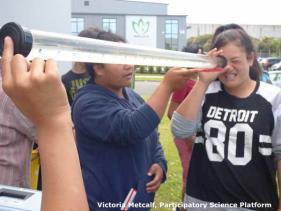 DETROIT
80
Victoria Metcalf, Participatory Science Platform